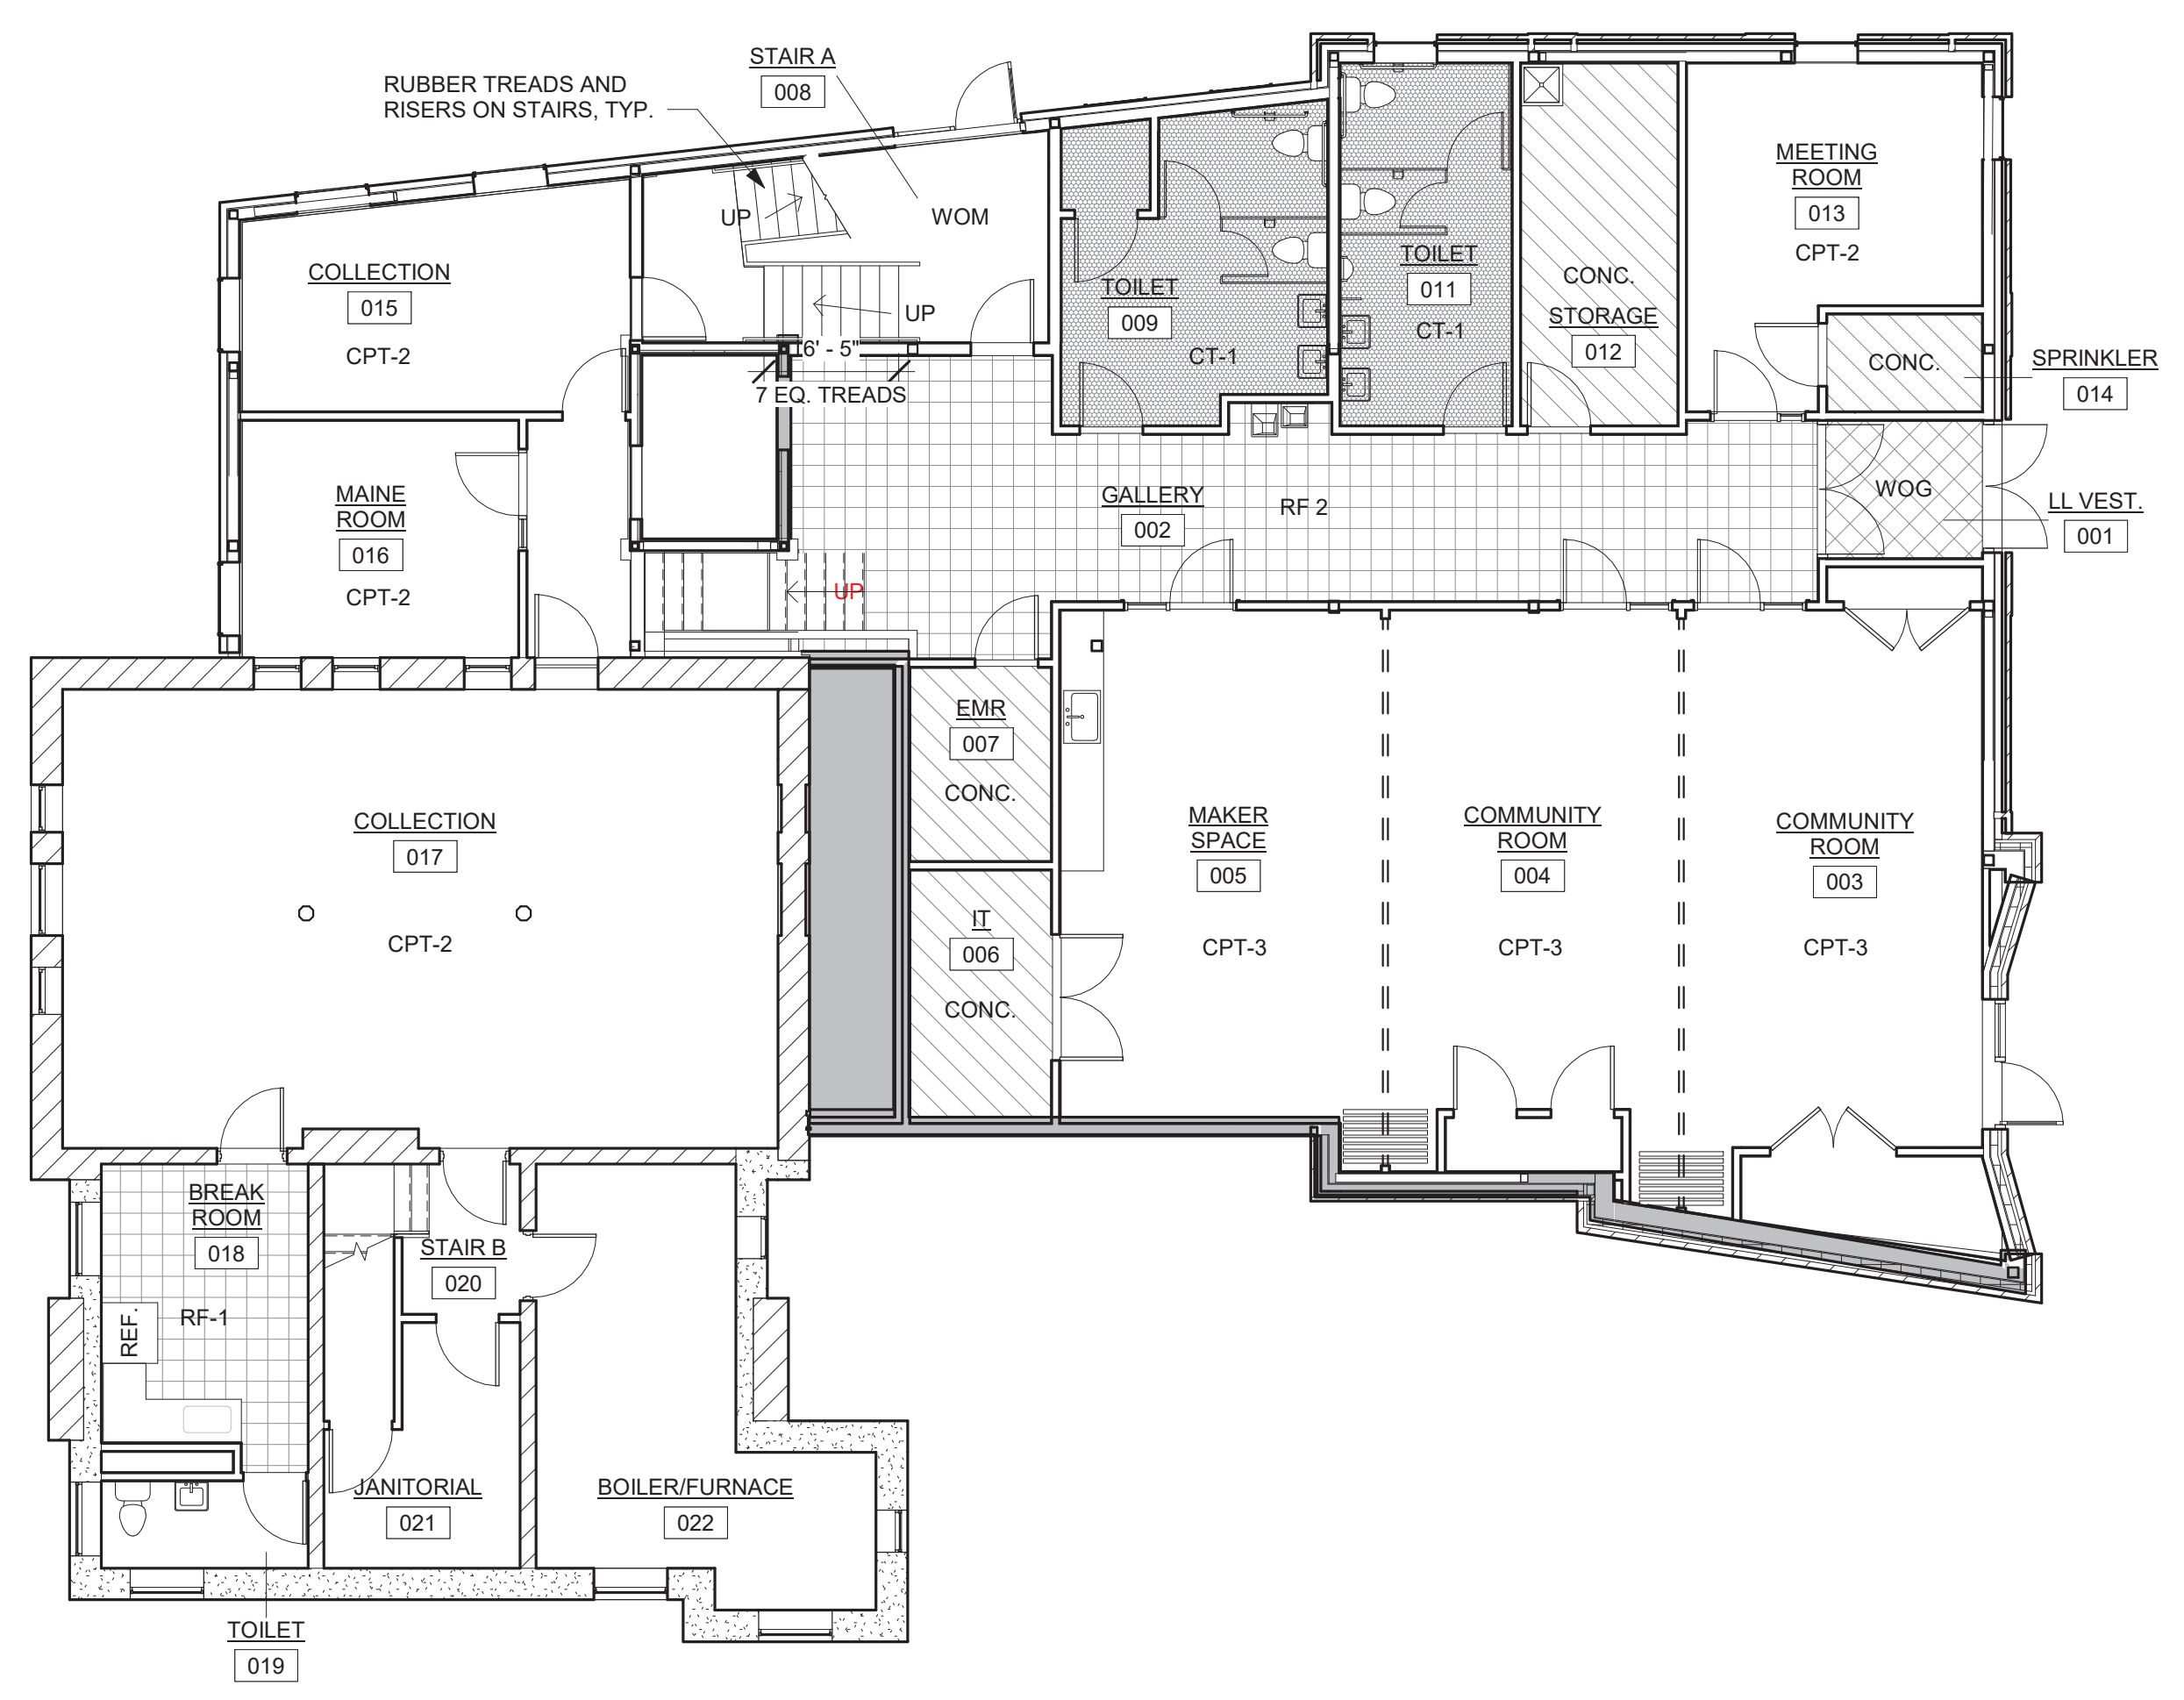 STAIR A
008
RUBBER TREADS AND
RISERS ON STAIRS, TYP.
UP
WOM
UP
6' - 5"
7 EQ. TREADS
COLLECTION
015
CPT-2
MAINE
ROOM
016
CPT-2
TOILET
009
CT-1
TOILET
011
CT-1
CONC.
STORAGE
012
MEETING
ROOM
013
CPT-2
CONC.
SPRINKLER
014
GALLERY
002
RF 2
WOG
LL VEST.
001
UP
EMR
007
CONC.
IT
006
CONC.
MAKER
SPACE
005
CPT-3
COMMUNITY
ROOM
004
CPT-3
COMMUNITY
ROOM
003
CPT-3
COLLECTION
017
CPT-2
BREAK
ROOM
018
RF-1
REF.
STAIR B
020
JANITORIAL
021
BOILER/FURNACE
022
TOILET
019